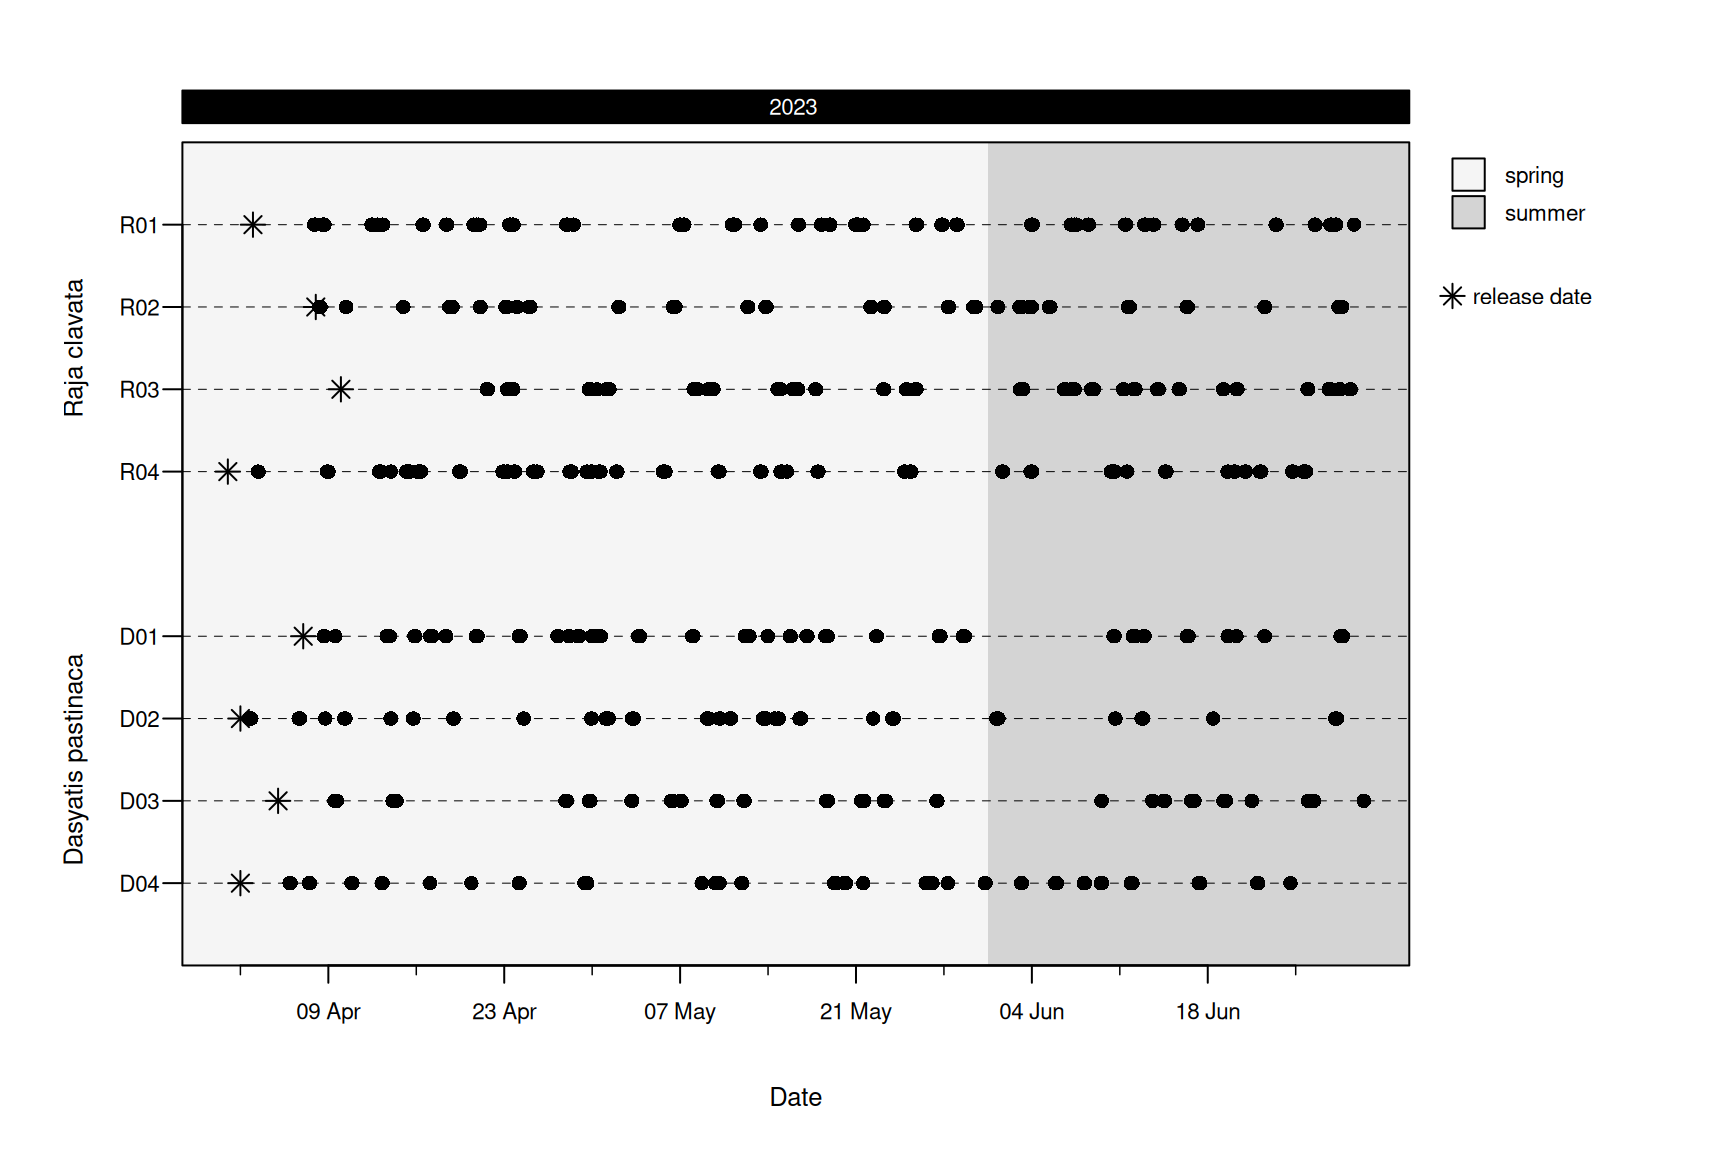 2023
spring
summer
release date
Raja clavata
R01
R02
R03
R04
Dasyatis pastinaca
D01
D02
D03
D04
09 Apr
23 Apr
07 May
21 May
04 Jun
18 Jun
Date